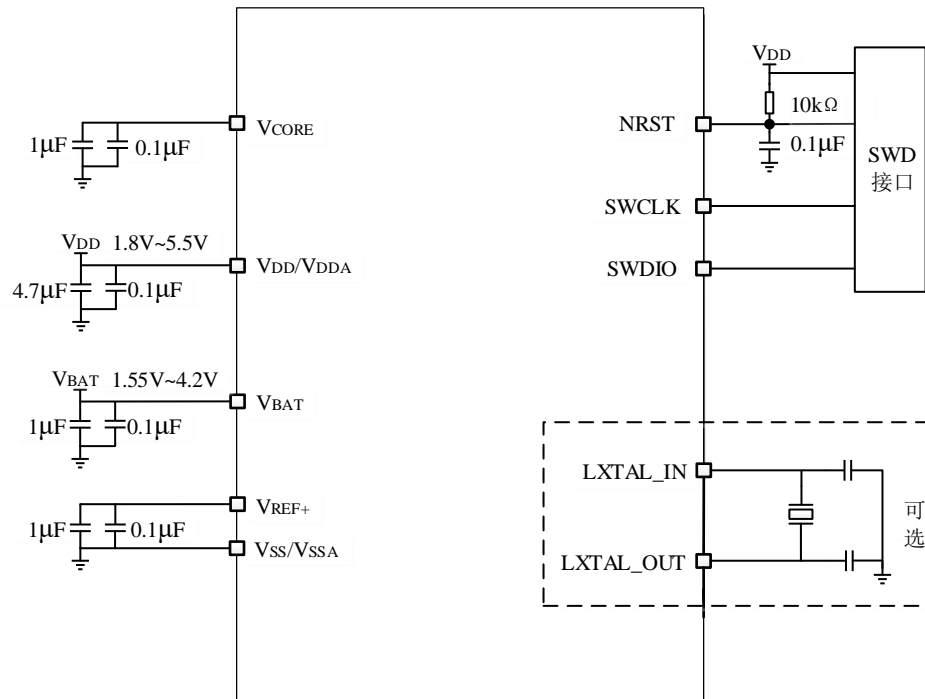 VCORE
1μF
0.1μF
VDD 1.8V~5.5V
VDD/VDDA
4.7μF
0.1μF
VBAT 1.55V~4.2V
VBAT
1μF
0.1μF
VREF+
1μF
0.1μF
VSS/VSSA
VDD
10kΩ
NRST
0.1μF
SWD
接口
SWCLK
SWDIO
LXTAL_IN
LXTAL_OUT
可
选